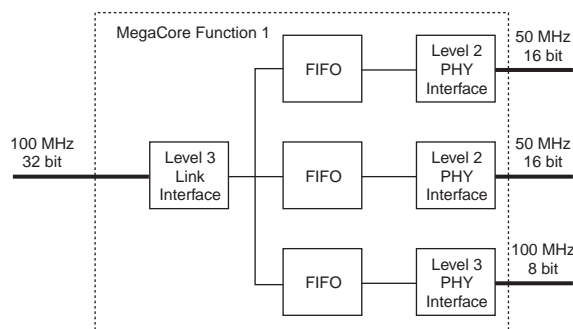 MegaCore Function 1
50 MHz
16 bit
FIFO
Level 2
PHY
Interface
100 MHz
32 bit
Level 3
Link
Interface
FIFO
Level 2
PHY
Interface
50 MHz
16 bit
FIFO
Level 3
PHY
Interface
100 MHz
8 bit